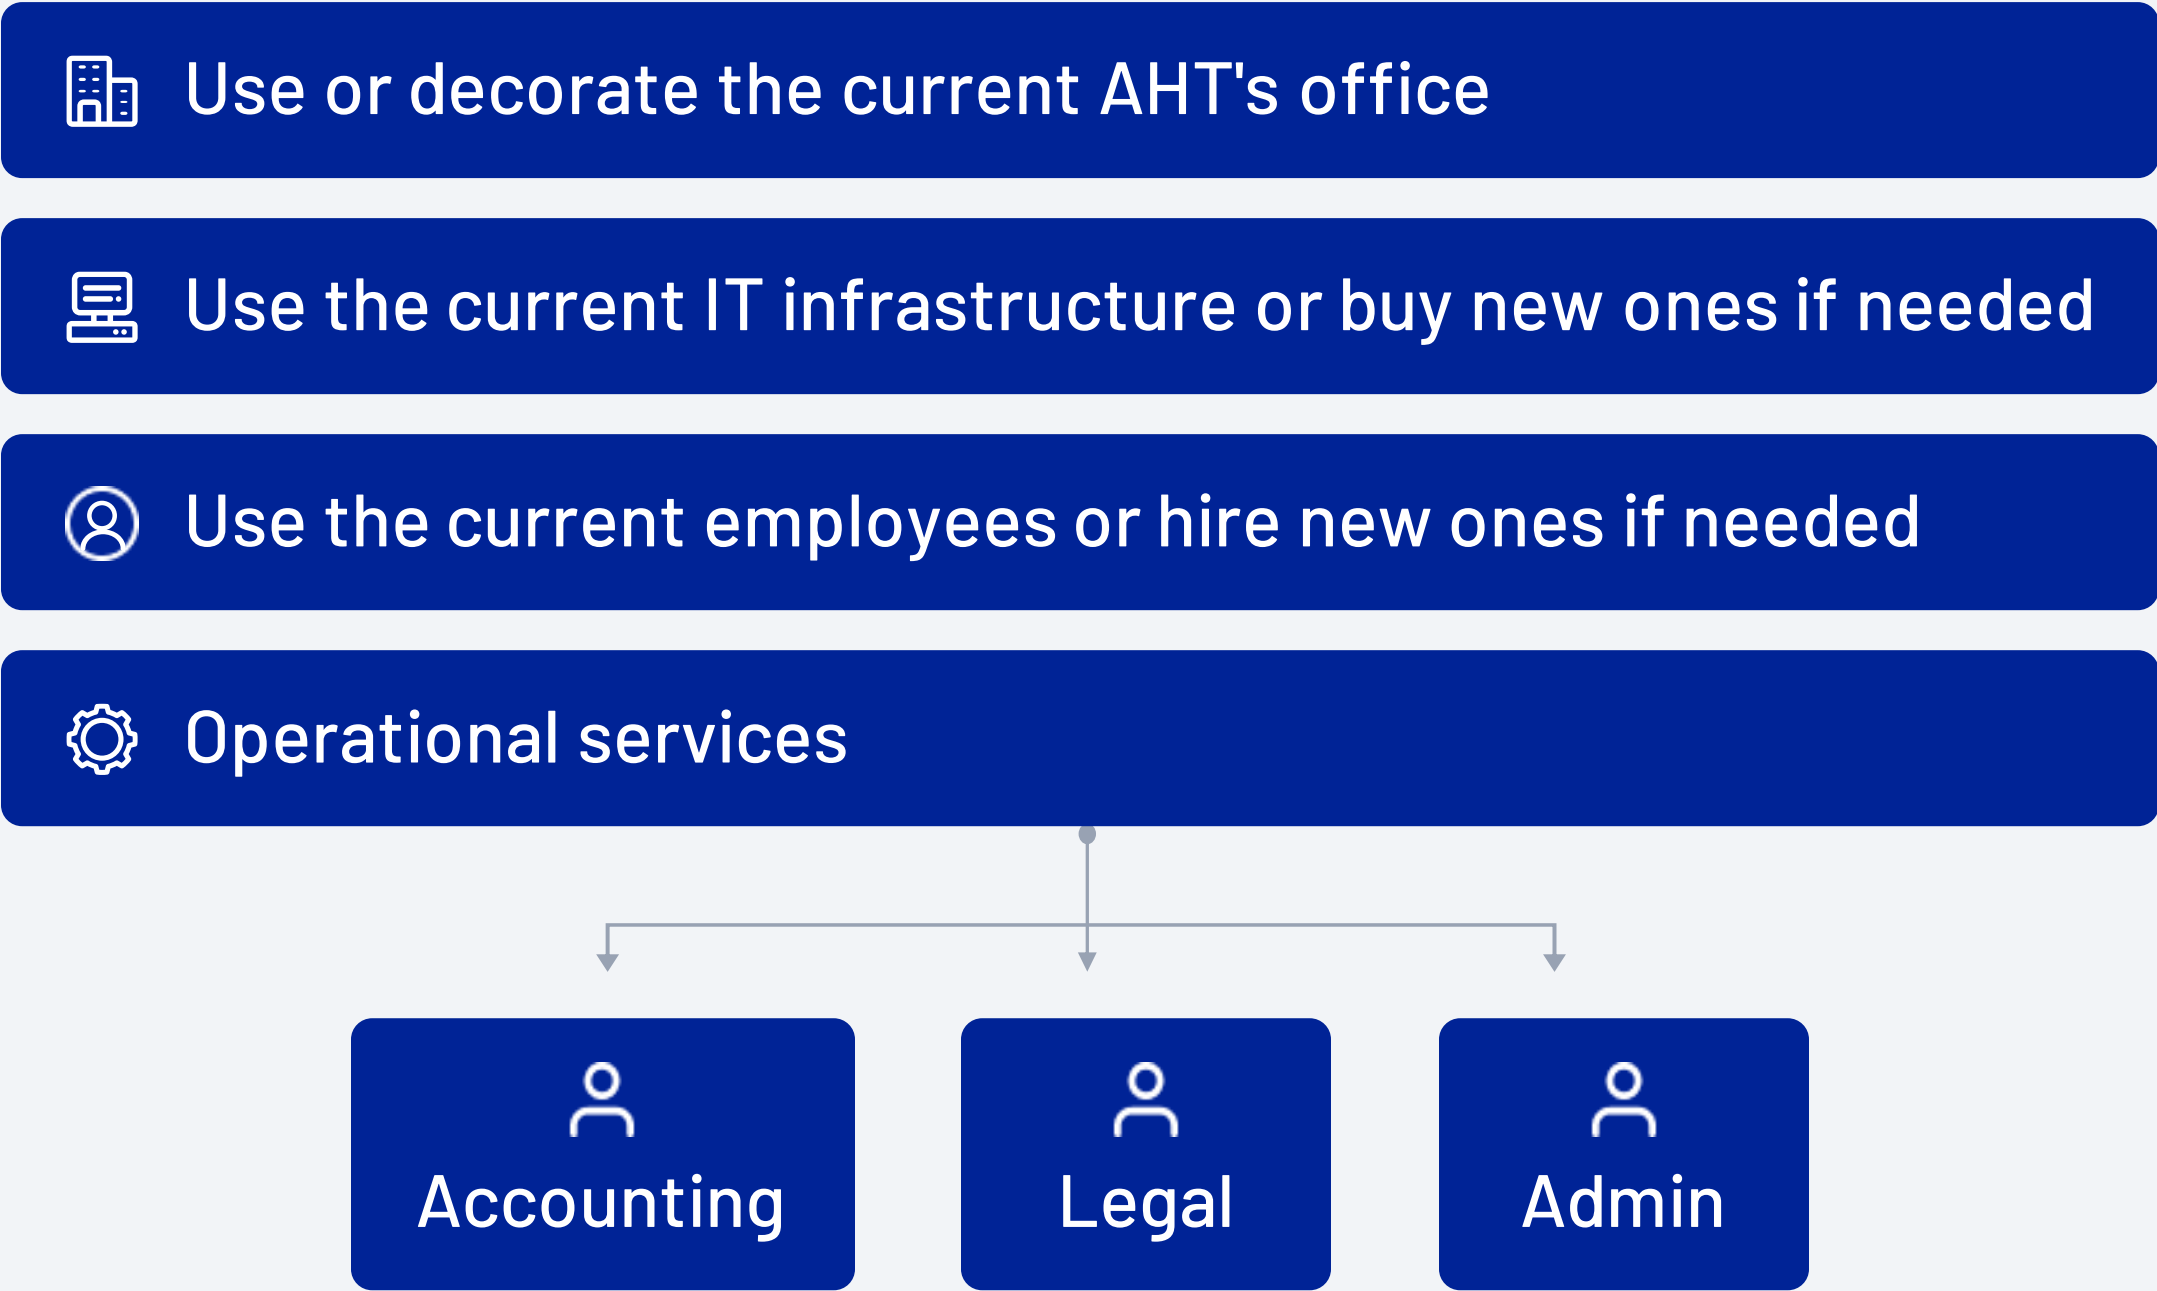 Use or decorate the current AHT's office
Use the current IT infrastructure or buy new ones if needed
Use the current employees or hire new ones if needed
Operational services
Accounting
Legal
Admin